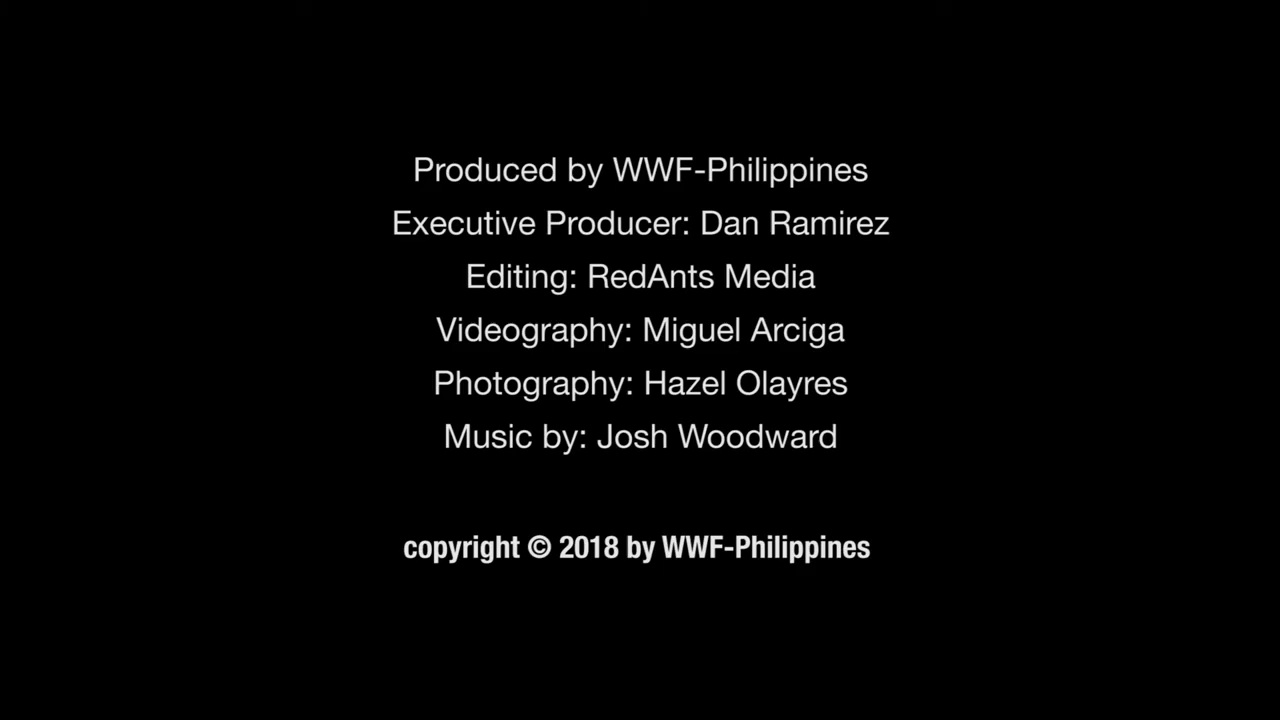 Produced by WWF-Philippines
Executive Producer: Dan Ramirez
Editing: RedAnts Media
Videography: Miguel Arciga
Photography: Hazel Olayres
Music by: Josh Woodward
copyright © 2018 by WWF-Philippines